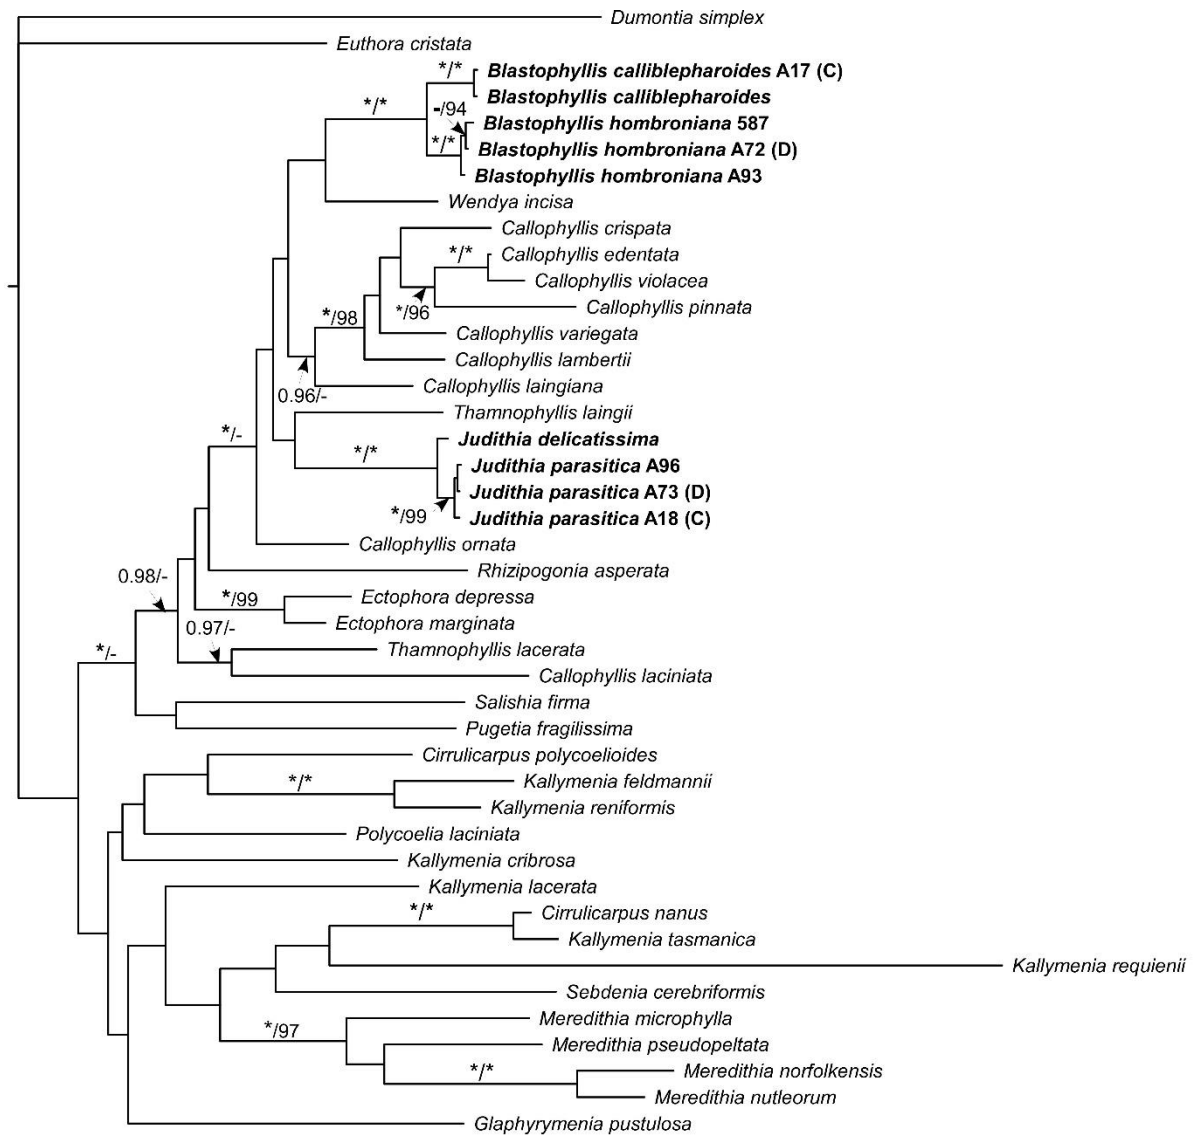 Dumontia simplex
Euthora cristata
*/* Blastophyllis calliblepharoides A17 (C)
Blastophyllis calliblepharoides
*/* -/94
Blastophyllis hombroniana 587
*/* Blastophyllis hombroniana A72 (D)
Blastophyllis hombroniana A93
Wendya incisa
Callophyllis crispata
*/* Callophyllis edentata
Callophyllis violacea
*/96 Callophyllis pinnata
*/98
Callophyllis variegata
Callophyllis lambertii
Callophyllis laingiana
0.96/-
Thamnophyllis laingii
*/- Judithia delicatissima
*/*
Judithia parasitica A96
Judithia parasitica A73 (D)
*/99 Judithia parasitica A18 (C)
Callophyllis ornata
Rhizipogonia asperata
0.98/-
*/99 Ectophora depressa
Ectophora marginata
0.97/-
*/- Thamnophyllis lacerata
Callophyllis laciniata
Salishia firma
Pugetia fragilissima
Cirrulicarpus polycoelioides
*/* Kallymenia feldmannii
Kallymenia reniformis
Polycoelia laciniata
Kallymenia cribrosa
Kallymenia lacerata
*/* Cirrulicarpus nanus
Kallymenia tasmanica
Kallymenia requienii
Sebdenia cerebriformis
Meredithia microphylla
*/97
Meredithia pseudopeltata
*/* Meredithia norfolkensis
Meredithia nutleorum
Glaphyrymenia pustulosa